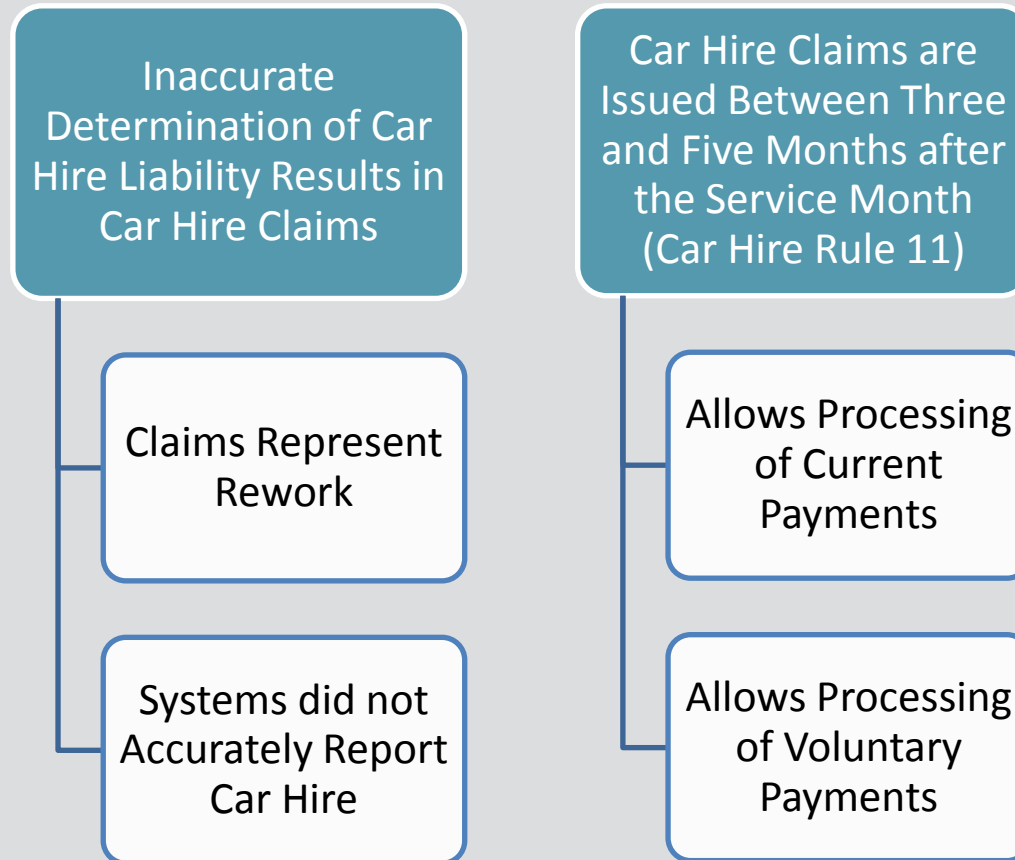 Inaccurate
Determination of Car
Hire Liability Results in
Car Hire Claims
Claims Represent
Rework
Systems did not
Accurately Report
Car Hire
Car Hire Claims are
Issued Between Three
and Five Months after
the Service Month
(Car Hire Rule 11)
Allows Processing
of Current
Payments
Allows Processing
of Voluntary
Payments